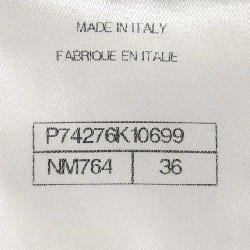 MADE IN ITALY
FABRIQUE EN ITALIE
P74276K10699
NM764 36